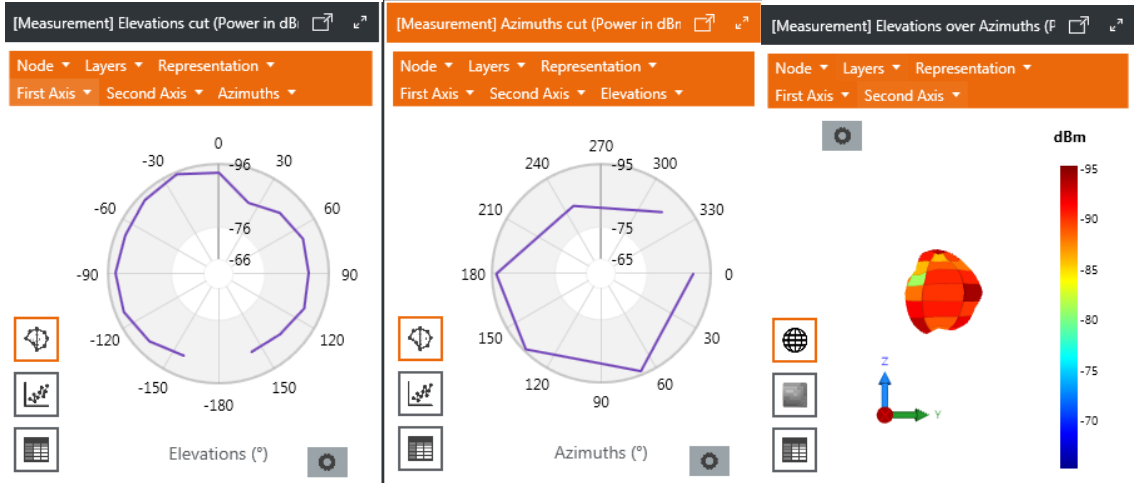 [Measurement] Elevations cut (Power in dBı
Node Layers Representation
First Axis Second Axis Azimuths
0
-30 30
-96
-60 60
-76
-66
-90 90
-120 120
-150 150
-180
Elevations (°)
[Measurement] Azimuths cut (Power in dBn
Node Layers Representation
First Axis Second Axis Elevations
270
240 -95 300
210 330
-75
-65
180 0
150 30
120 60
90
Azimuths (°)
[Measurement] Elevations over Azimuths (P
Node Layers Representation
First Axis Second Axis
dBm
-95
-90
-85
-80
-75
-70
Z
Y